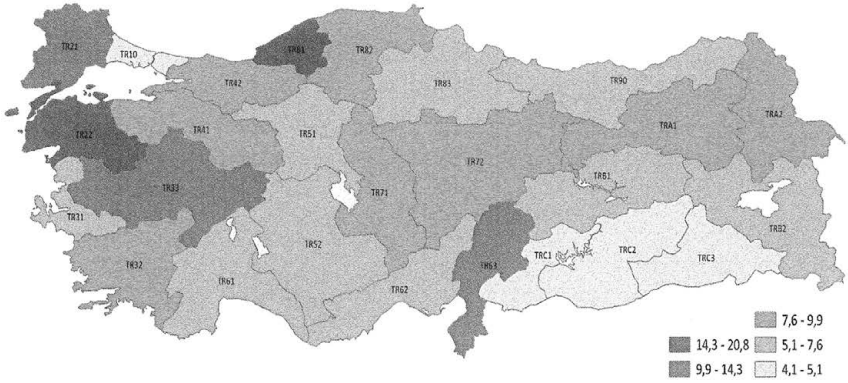 TR21
TR10
TR81
TR82
TR42
TR83
TR90
TRA2
TR22
TR41
TR51
TRA1
TR72
TR33
TR71
TRB1
TR31
TR52
TRB2
TR32
TR63
TRC1
TRC2
TRC3
TR61
TR62
7,6 - 9,9
14,3 - 20,8
5,1 - 7,6
9,9 - 14,3
4,1 - 5,1